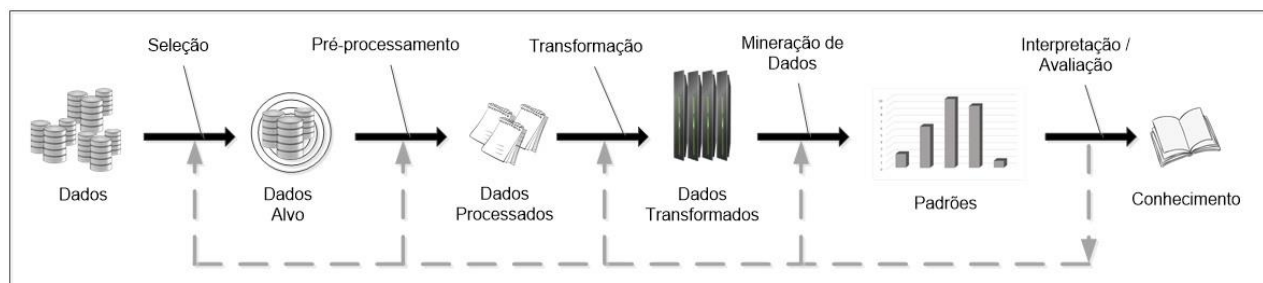 Seleção
Pré-processamento
Transformação
Mineração de
Dados
Interpretação /
Avaliação
Dados
Dados
Alvo
Dados
Processados
Dados
Transformados
Padrões
Conhecimento